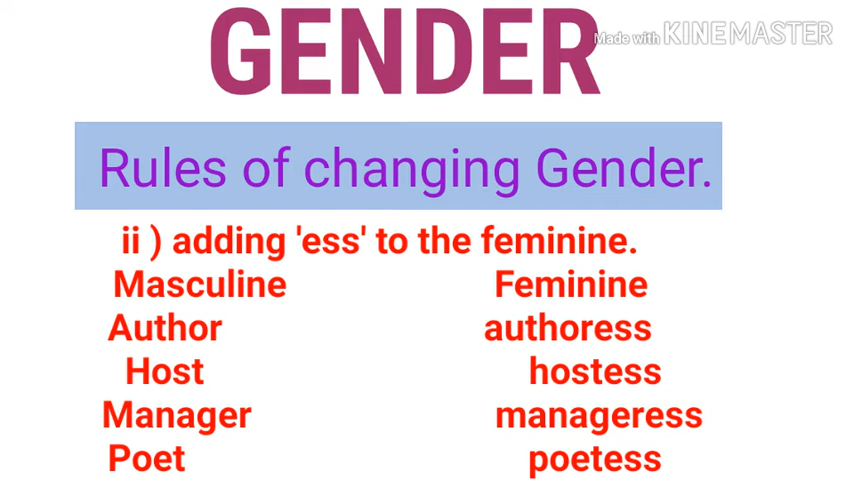 GENDER
Made with KINEMASTER
Rules of changing Gender.
ii ) adding 'ess' to the feminine.
Masculine Feminine
Author authoress
Host hostess
Manager manageress
Poet poetess